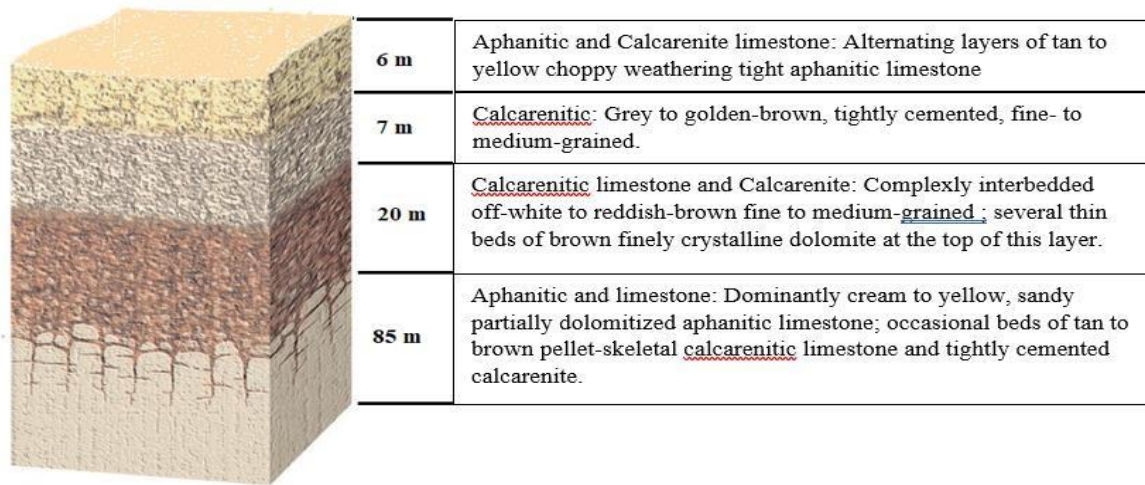 6 m
Aphanitic and Calcarenite limestone: Alternating layers of tan to
yellow choppy weathering tight aphanitic limestone
7 m
Calcarenitic: Grey to golden-brown, tightly cemented, fine- to
medium-grained.
20 m
Calcarenitic limestone and Calcarenite: Complexly interbedded
off-white to reddish-brown fine to medium-grained ; several thin
beds of brown finely crystalline dolomite at the top of this layer.
85 m
Aphanitic and limestone: Dominantly cream to yellow, sandy
partially dolomitized aphanitic limestone; occasional beds of tan to
brown pellet-skeletal calcarenitic limestone and tightly cemented
calcarenite.